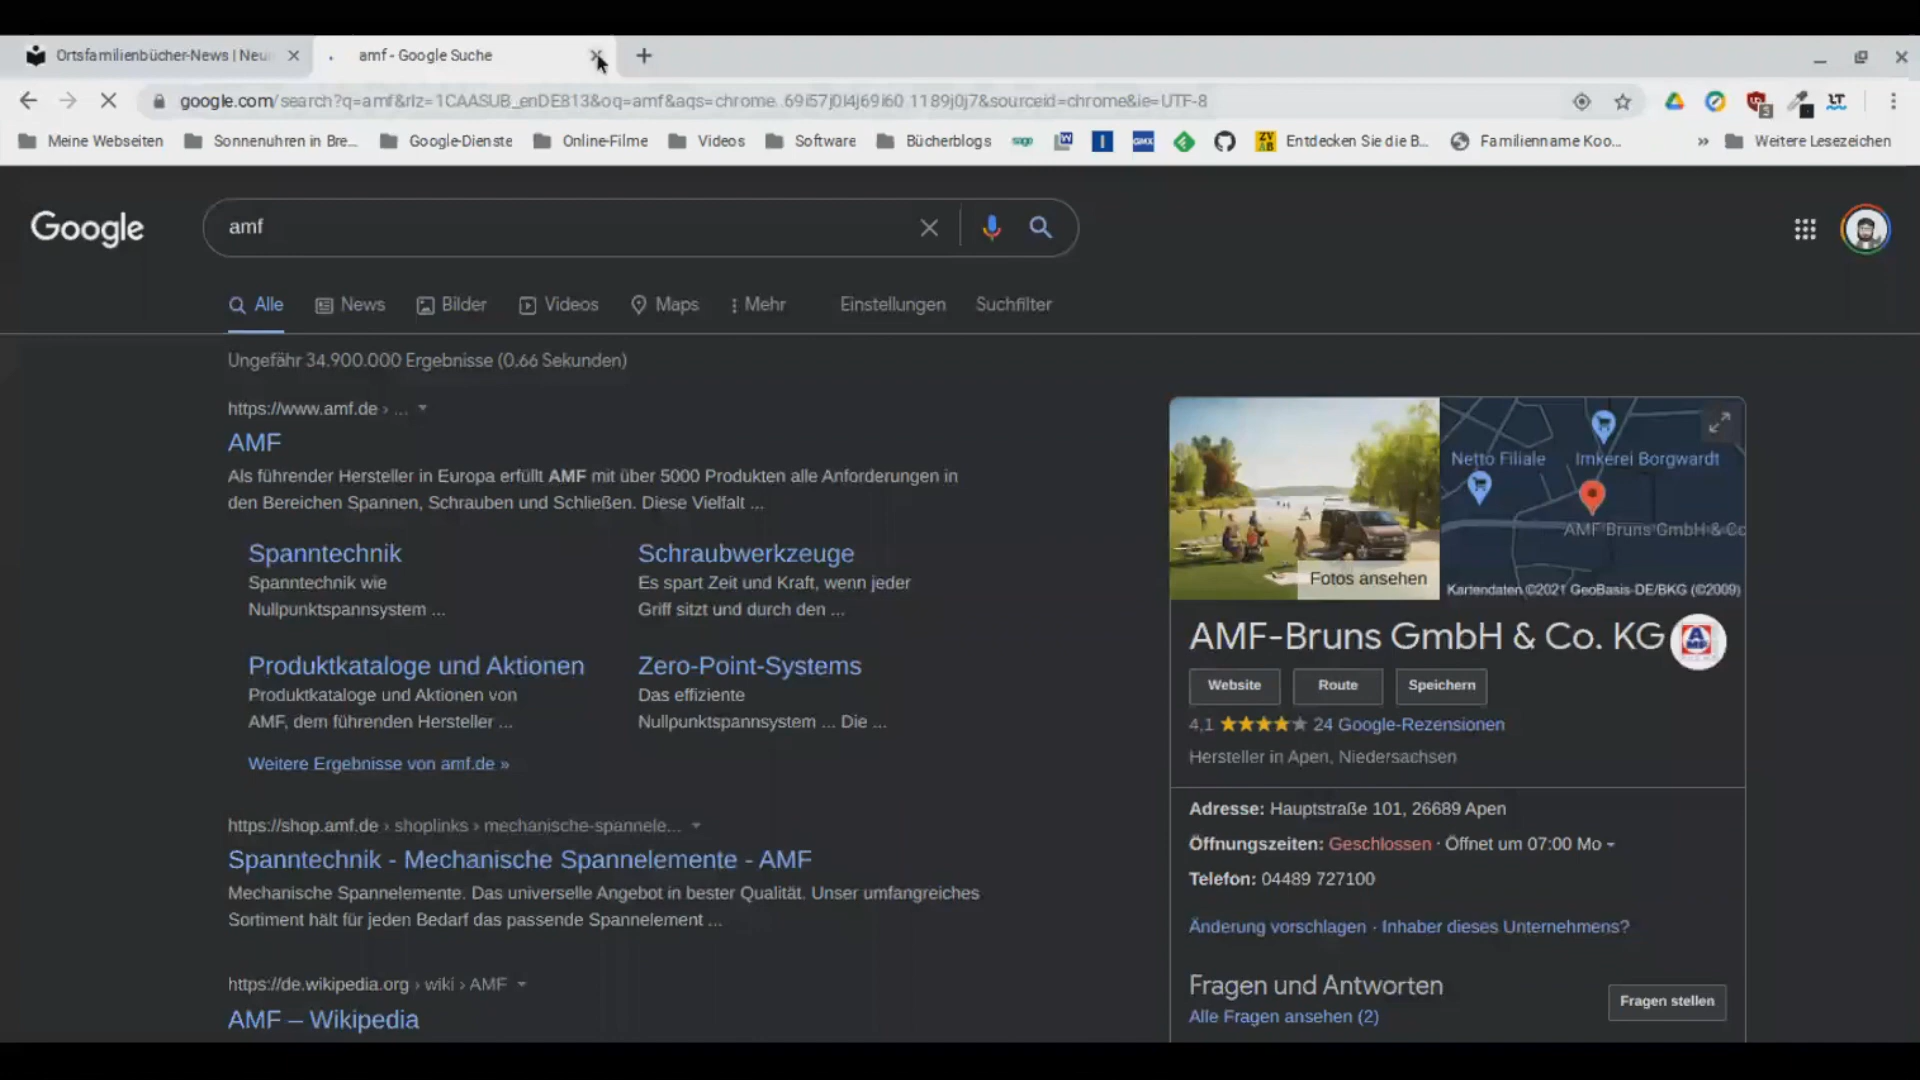 Ortsfamilienbücher-News | Neu
amf - Google Suche
google.com/search?q=amf&rlz=1CAASUB_enDE813&oq=amf&aqs=chrome..69i57j0l4j69i60.1189j0j7&sourceid=chrome&ie=UTF-8
Meine Webseiten
Sonnenuhren in Bre...
Google-Dienste
Online-Filme
Videos
Software
Bücherblogs
Entdecken Sie die B...
Familienname Koo...
»
Weitere Lesezeichen
Google
amf
Alle
News
Bilder
Videos
Maps
Mehr
Einstellungen
Suchfilter
Ungefähr 34.900.000 Ergebnisse (0,66 Sekunden)
https://www.amf.de › ...
AMF
Als führender Hersteller in Europa erfüllt AMF mit über 5000 Produkten alle Anforderungen in
den Bereichen Spannen, Schrauben und Schließen. Diese Vielfalt ...
Spanntechnik
Spanntechnik wie
Nullpunktspannsystem ...
Schraubwerkzeuge
Es spart Zeit und Kraft, wenn jeder
Griff sitzt und durch den ...
Produktkataloge und Aktionen
Produktkataloge und Aktionen von
AMF, dem führenden Hersteller ...
Zero-Point-Systems
Das effiziente
Nullpunktspannsystem ... Die ...
Weitere Ergebnisse von amf.de »
https://shop.amf.de › shoplinks › mechanische-spannele...
Spanntechnik - Mechanische Spannelemente - AMF
Mechanische Spannelemente. Das universelle Angebot in bester Qualität. Unser umfangreiches
Sortiment hält für jeden Bedarf das passende Spannelement ...
https://de.wikipedia.org › wiki › AMF
AMF – Wikipedia
Fotos ansehen
Netto Filiale
Imkerei Borgwardt
AMF Bruns GmbH & Co
Kartendaten ©2021 GeoBasis-DE/BKG (©2009)
AMF-Bruns GmbH & Co. KG
Website
Route
Speichern
4,1 24 Google-Rezensionen
Hersteller in Apen, Niedersachsen
Adresse: Hauptstraße 101, 26689 Apen
Öffnungszeiten: Geschlossen · Öffnet um 07:00 Mo
Telefon: 04489 727100
Änderung vorschlagen · Inhaber dieses Unternehmens?
Fragen und Antworten
Alle Fragen ansehen (2)
Fragen stellen